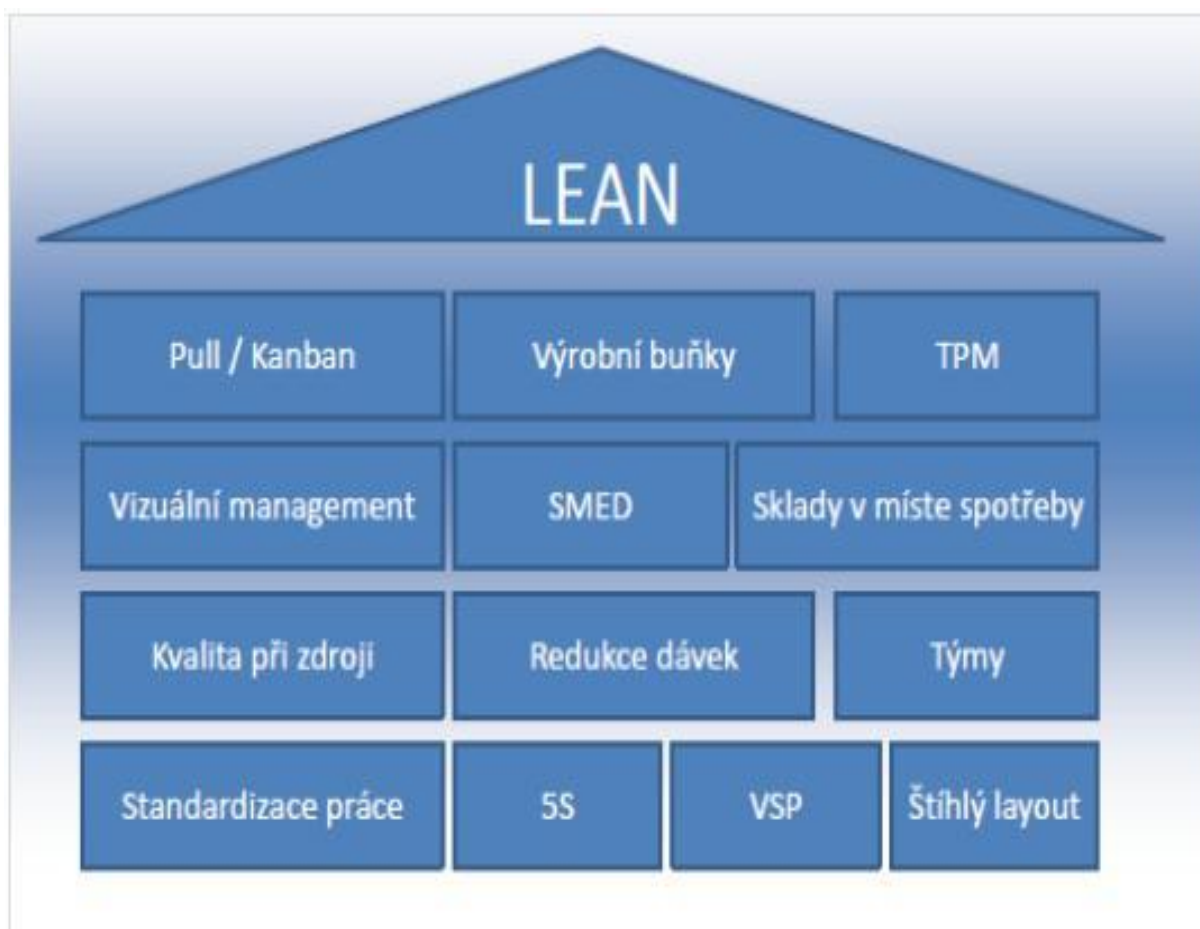 LEAN
Pull / Kanban
Výrobní buňky
TPM
Vizuální management
SMED
Sklady v míste spotřeby
Kvalita při zdroji
Redukce dávek
Týmy
Standardizace práce
5S
VSP
Štíhlý layout